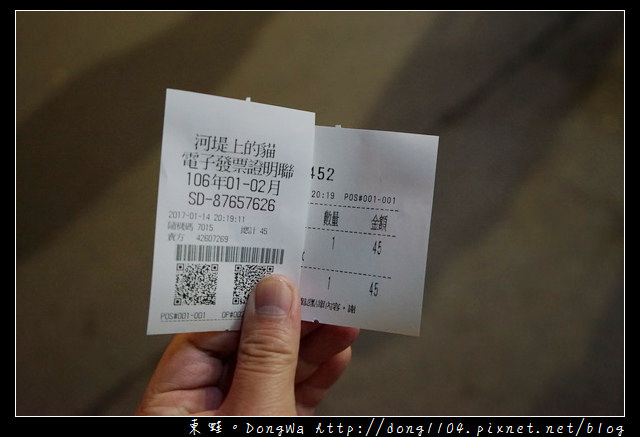 河堤上的貓
電子發票證明聯
106年01-02月
SD-87657626
2017-01-14 20:19:11
隨機碼 7015 總計 45
賣方 42607269
POS#001-001
452
20:19 POS#001-001
數量 金額
1 45
1 45
東蛙。DongWa http://dong1104.pixnet.net/blog